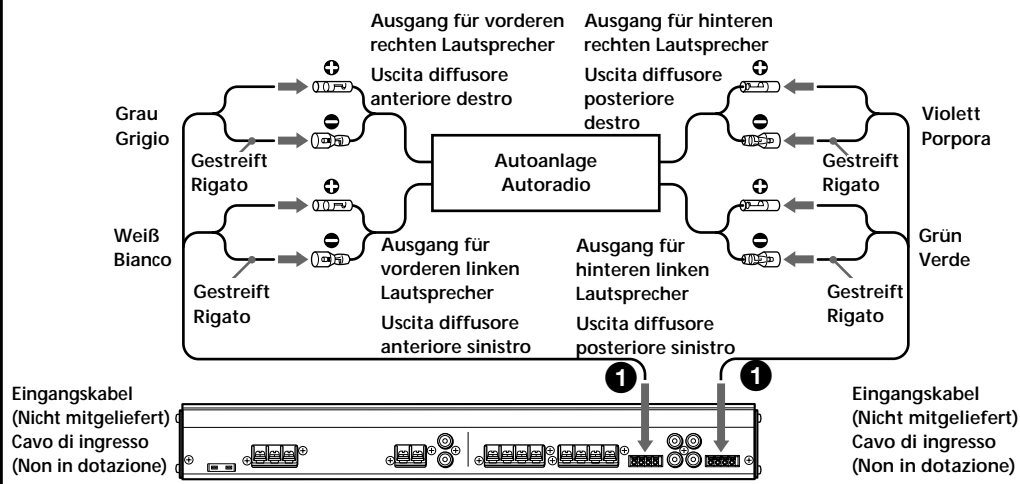 Ausgang für vorderen
rechten Lautsprecher
Uscita diffusore
anteriore destro
Ausgang für hinteren
rechten Lautsprecher
Uscita diffusore
posteriore
destro
Grau
Grigio
Gestreift
Rigato
Autoanlage
Autoradio
Violett
Porpora
Gestreift
Rigato
Weiß
Bianco
Gestreift
Rigato
Ausgang für
vorderen linken
Lautsprecher
Uscita diffusore
anteriore sinistro
Ausgang für
hinteren linken
Lautsprecher
Uscita diffusore
posteriore sinistro
Grün
Verde
Gestreift
Rigato
1
1
Eingangskabel
(Nicht mitgeliefert)
Cavo di ingresso
(Non in dotazione)
Eingangskabel
(Nicht mitgeliefert)
Cavo di ingresso
(Non in dotazione)